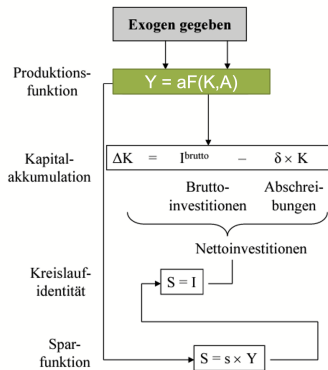 Exogen gegeben
Produktions-
funktion
Y = aF(K,A)
Kapital-
akkumulation
ΔK = I^brutto − δ × K
Brutto-
investitionen
Abschrei-
bungen
Nettoinvestitionen
Kreislauf-
identität
S = I
Spar-
funktion
S = s × Y